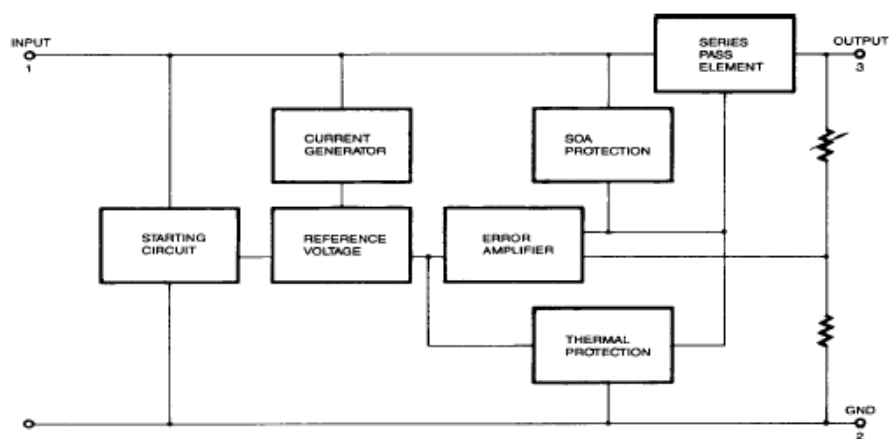 INPUT
1
SERIES
PASS
ELEMENT
OUTPUT
3
CURRENT
GENERATOR
SOA
PROTECTION
STARTING
CIRCUIT
REFERENCE
VOLTAGE
ERROR
AMPLIFIER
THERMAL
PROTECTION
GND
2